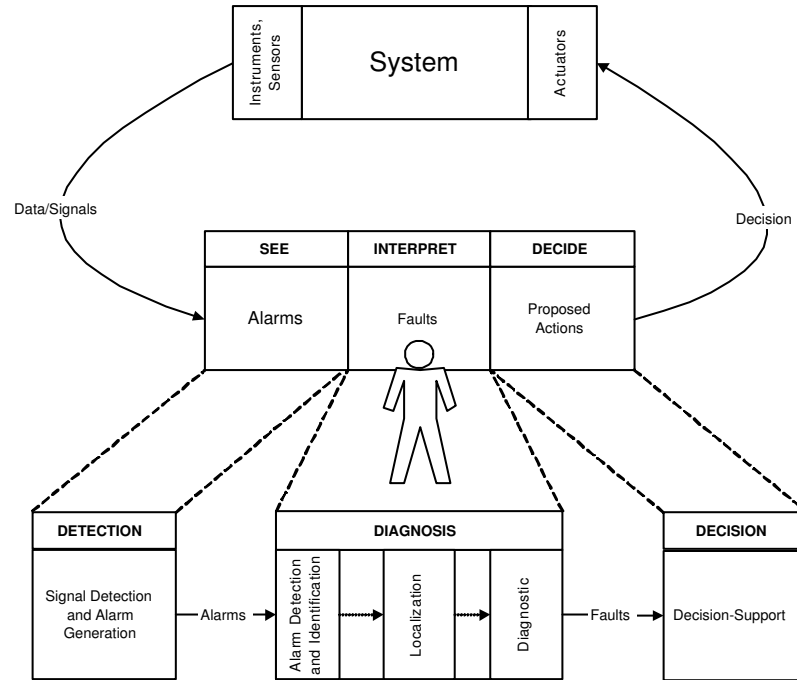 Instruments,
Sensors
System
Actuators
Data/Signals
Decision
SEE
INTERPRET
DECIDE
Alarms
Faults
Proposed
Actions
DETECTION
DIAGNOSIS
DECISION
Signal Detection
and Alarm
Generation
Alarms
Alarm Detection
and Identification
Localization
Diagnostic
Faults
Decision-Support